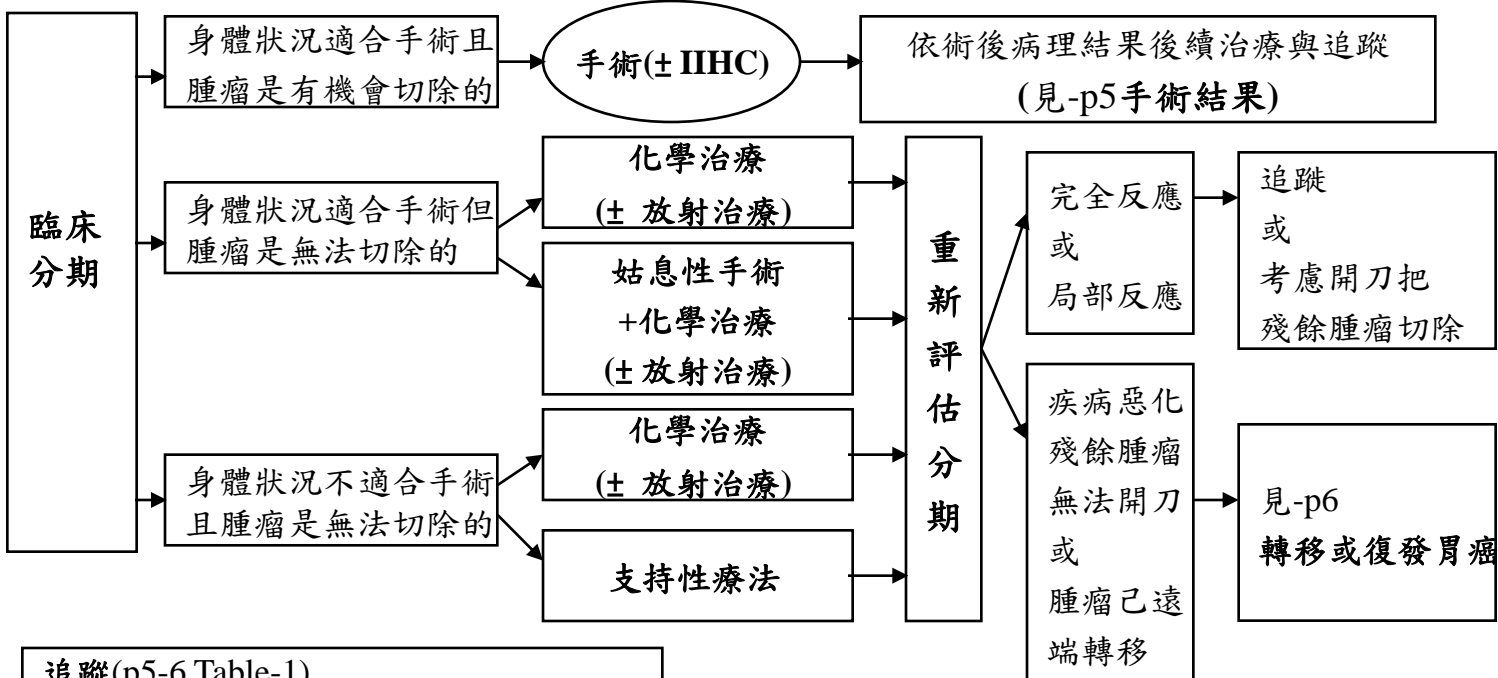 臨床
分期
身體狀況適合手術且
腫瘤是有機會切除的
手術(± IIHC)
依術後病理結果後續治療與追蹤
(見-p5手術結果)
身體狀況適合手術但
腫瘤是無法切除的
化學治療
(± 放射治療)
姑息性手術
+化學治療
(± 放射治療)
身體狀況不適合手術
且腫瘤是無法切除的
化學治療
(± 放射治療)
支持性療法
重
新
評
估
分
期
完全反應
或
局部反應
追蹤
或
考慮開刀把
殘餘腫瘤切除
疾病惡化
殘餘腫瘤
無法開刀
或
腫瘤己遠
端轉移
見-p6
轉移或復發胃癌
追蹤(p5-6 Table-1)